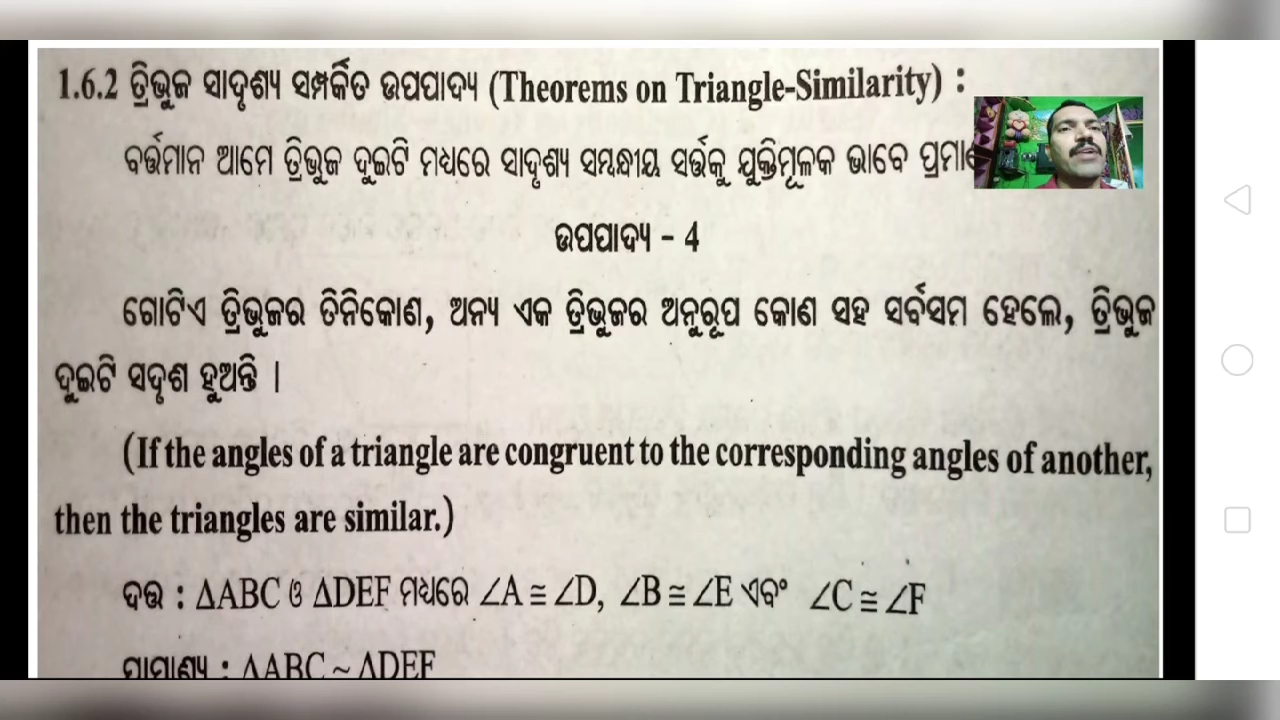 1.6.2 ତ୍ରିଭୁଜ ସାଦୃଶ୍ୟ ସମ୍ପର୍କିତ ଉପପାଦ୍ୟ (Theorems on Triangle-Similarity) :
ବର୍ତ୍ତମାନ ଆମେ ତ୍ରିଭୁଜ ଦୁଇଟି ମଧ୍ୟରେ ସାଦୃଶ୍ୟ ସମ୍ବନ୍ଧୀୟ ସର୍ତ୍ତକୁ ଯୁକ୍ତିମୂଳକ ଭାବେ
ଉପପାଦ୍ୟ - 4
ଗୋଟିଏ ତ୍ରିଭୁଜର ତିନିକୋଣ, ଅନ୍ୟ ଏକ ତ୍ରିଭୁଜର ଅନୁରୂପ କୋଣ ସହ ସର୍ବସମ ହେଲେ, ତ୍ରିଭୁଜ
ଦୁଇଟି ସଦୃଶ ହୁଅନ୍ତି |
(If the angles of a triangle are congruent to the corresponding angles of another,
then the triangles are similar.)
ଦତ୍ତ : ΔABC ଓ ΔDEF ମଧ୍ୟରେ ∠A ≅ ∠D, ∠B ≅ ∠E ଏବଂ ∠C ≅ ∠F
ପ୍ରାମାଣ୍ୟ : ΔABC ~ ΔDEF